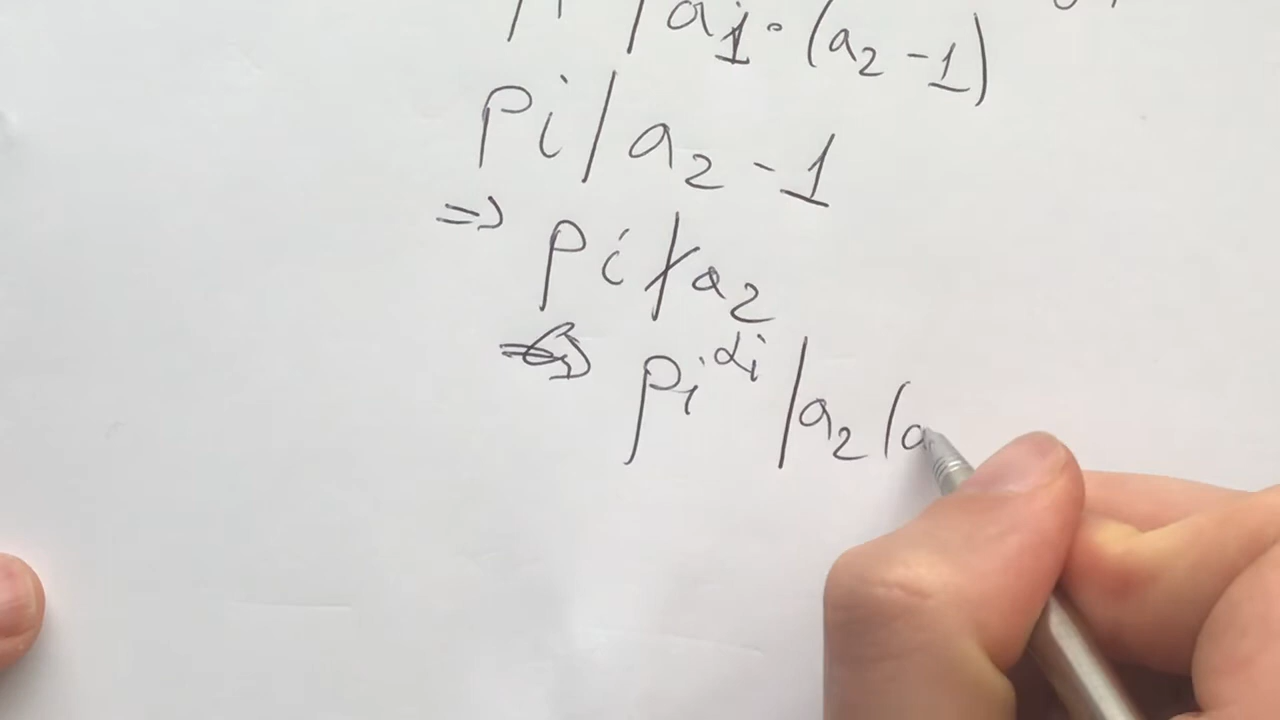 | a1 · (a2 - 1)
pi | a2 - 1
=> pi ∤ a2
pi^αi | a2 (a